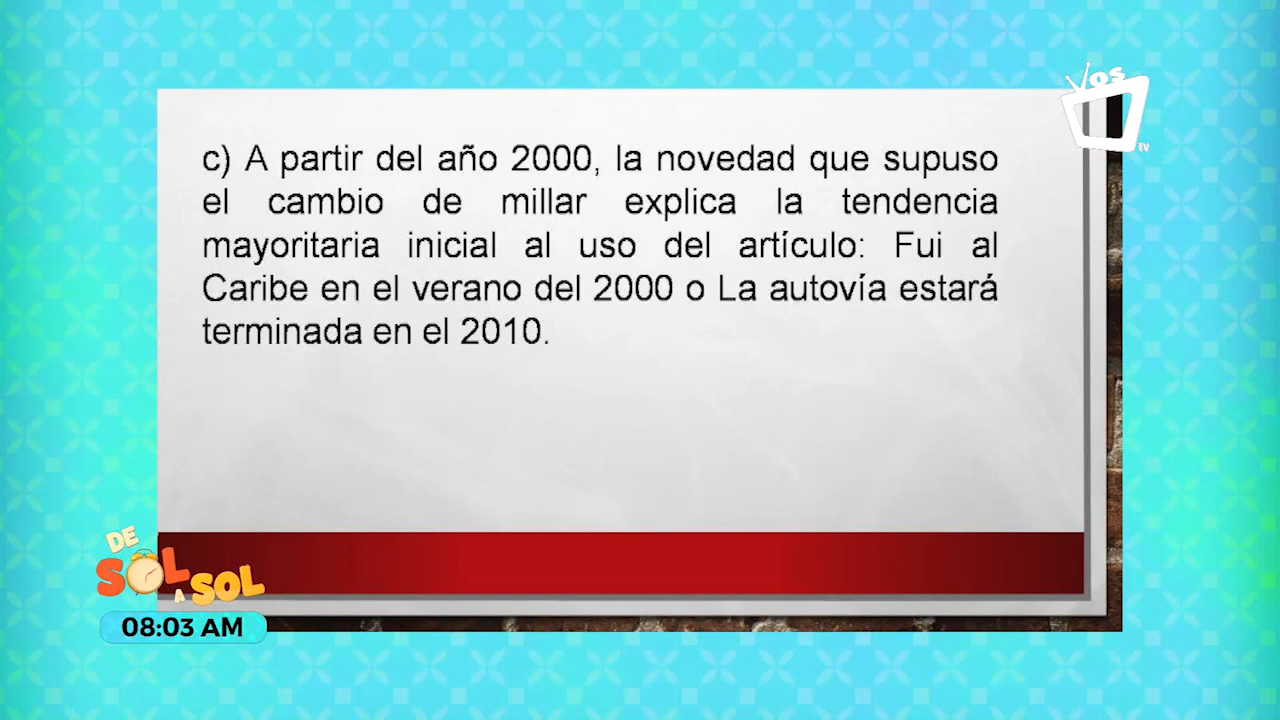 VOS
TV
c) A partir del año 2000, la novedad que supuso
el cambio de millar explica la tendencia
mayoritaria inicial al uso del artículo: Fui al
Caribe en el verano del 2000 o La autovía estará
terminada en el 2010.
DE
SOL
A SOL
08:03 AM